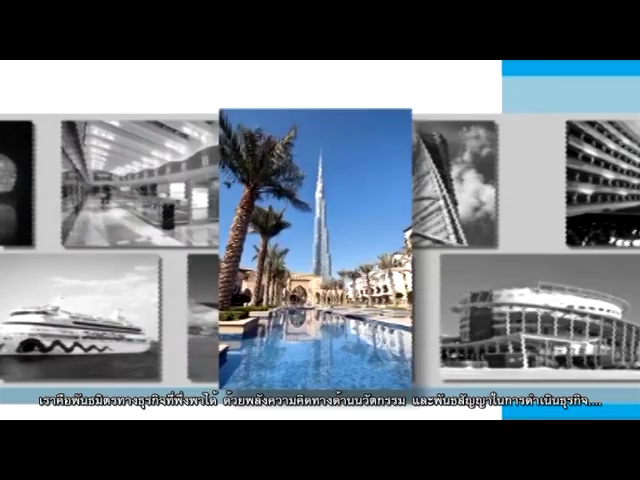 เราคือพันธมิตรทางธุรกิจที่พึ่งพาได้ ด้วยพลังความคิดทางด้านนวัตกรรม และพันธสัญญาในการดำเนินธุรกิจ....